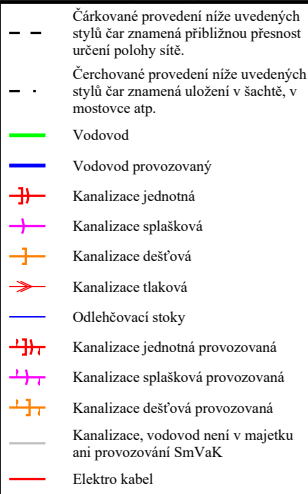 Čárkované provedení níže uvedených
stylů čar znamená přibližnou přesnost
určení polohy sítě.
Čerchované provedení níže uvedených
stylů čar znamená uložení v šachtě, v
mostovce atp.
Vodovod
Vodovod provozovaný
Kanalizace jednotná
Kanalizace splašková
Kanalizace dešťová
Kanalizace tlaková
Odlehčovací stoky
Kanalizace jednotná provozovaná
Kanalizace splašková provozovaná
Kanalizace dešťová provozovaná
Kanalizace, vodovod není v majetku
ani provozování SmVaK
Elektro kabel